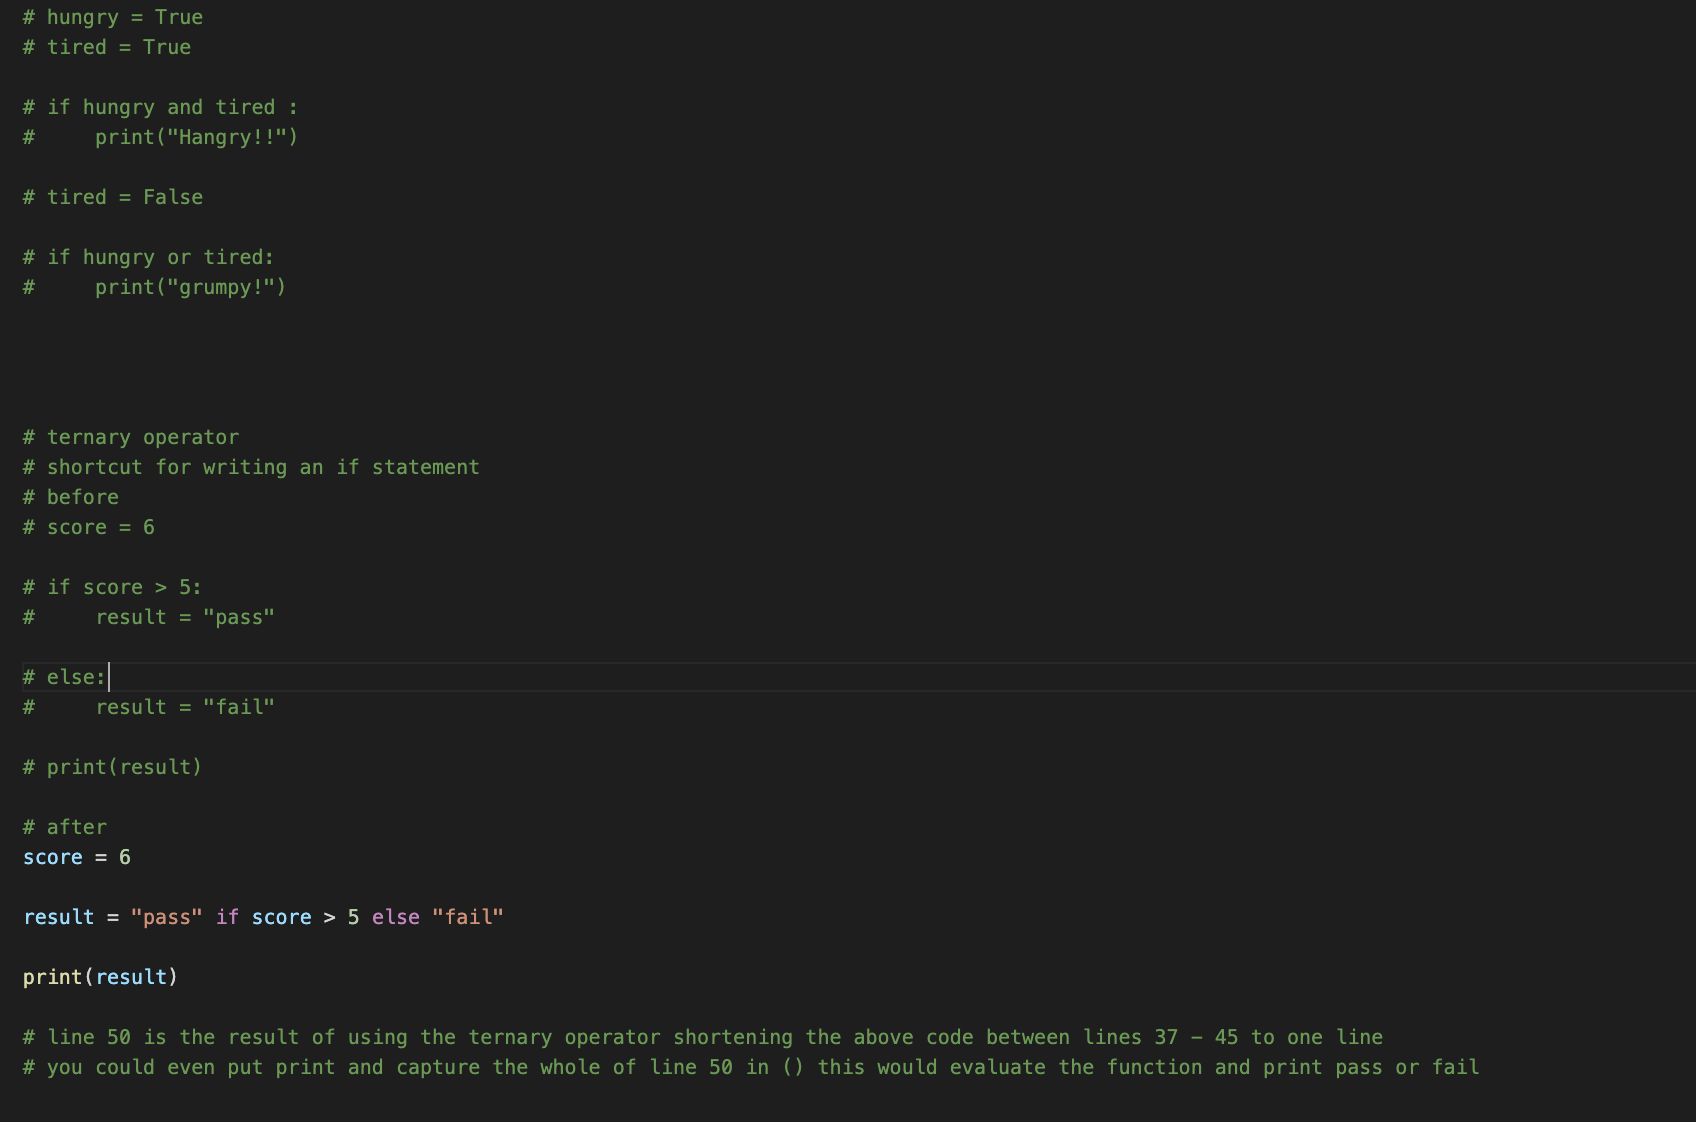 # hungry = True
# tired = True
# if hungry and tired :
#     print("Hangry!!")
# tired = False
# if hungry or tired:
#     print("grumpy!")
# ternary operator
# shortcut for writing an if statement
# before
# score = 6
# if score > 5:
#     result = "pass"
# else:
#     result = "fail"
# print(result)
# after
score = 6
result = "pass" if score > 5 else "fail"
print(result)
# line 50 is the result of using the ternary operator shortening the above code between lines 37 – 45 to one line
# you could even put print and capture the whole of line 50 in () this would evaluate the function and print pass or fail